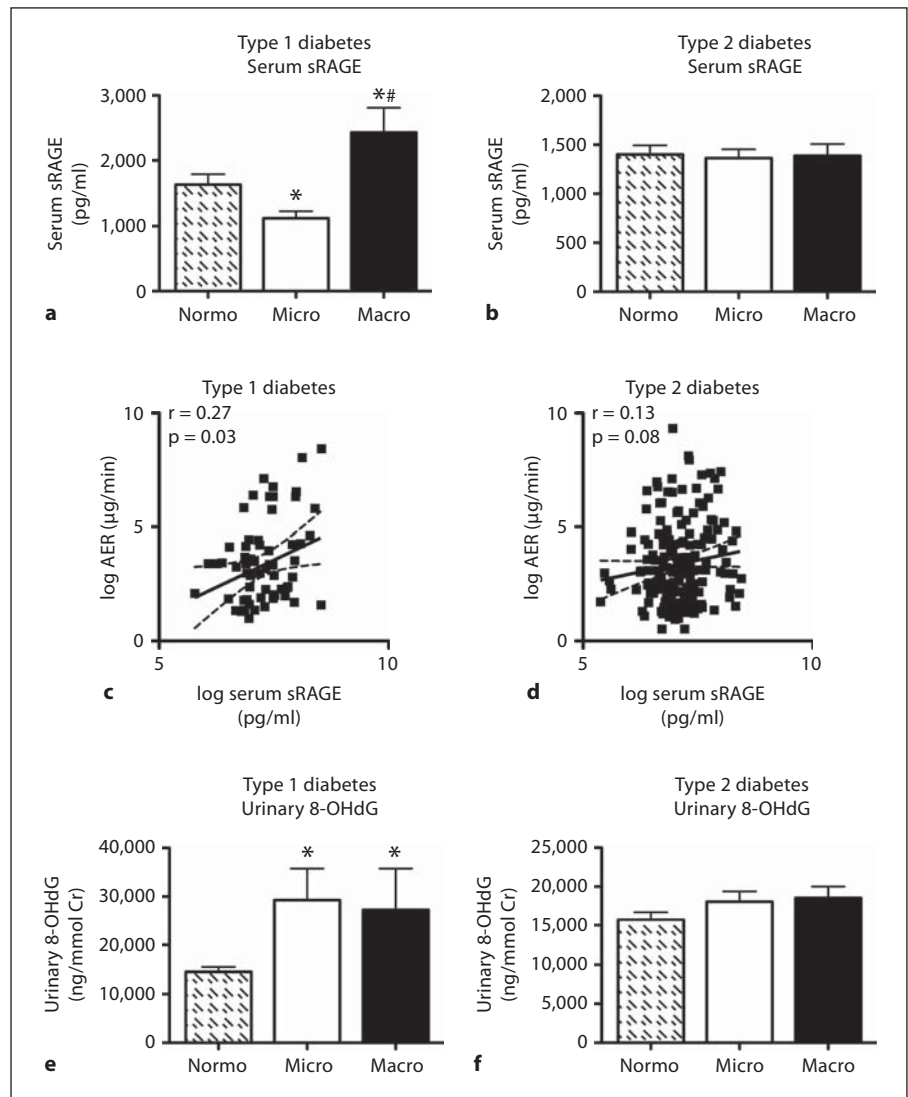 Type 1 diabetes
Serum sRAGE
Serum sRAGE
(pg/ml)
3,000
2,000
1,000
0
*
*#
Normo Micro Macro
a
Type 2 diabetes
Serum sRAGE
Serum sRAGE
(pg/ml)
2,000
1,500
1,000
500
0
Normo Micro Macro
b
Type 1 diabetes
r = 0.27
p = 0.03
log AER (µg/min)
10
5
0
5 10
c
log serum sRAGE
(pg/ml)
Type 2 diabetes
r = 0.13
p = 0.08
log AER (µg/min)
10
5
0
5 10
d
log serum sRAGE
(pg/ml)
Type 1 diabetes
Urinary 8-OHdG
Urinary 8-OHdG
(ng/mmol Cr)
40,000
30,000
20,000
10,000
0
* *
Normo Micro Macro
e
Type 2 diabetes
Urinary 8-OHdG
Urinary 8-OHdG
(ng/mmol Cr)
25,000
20,000
15,000
10,000
5,000
0
Normo Micro Macro
f